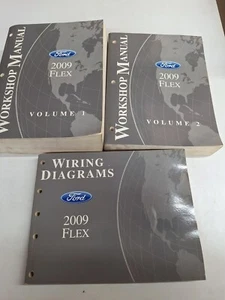 WORKSHOP MANUAL
Ford
2009
FLEX
VOLUME 1
WORKSHOP MANUAL
Ford
2009
FLEX
VOLUME 2
WIRING
DIAGRAMS
Ford
2009
FLEX